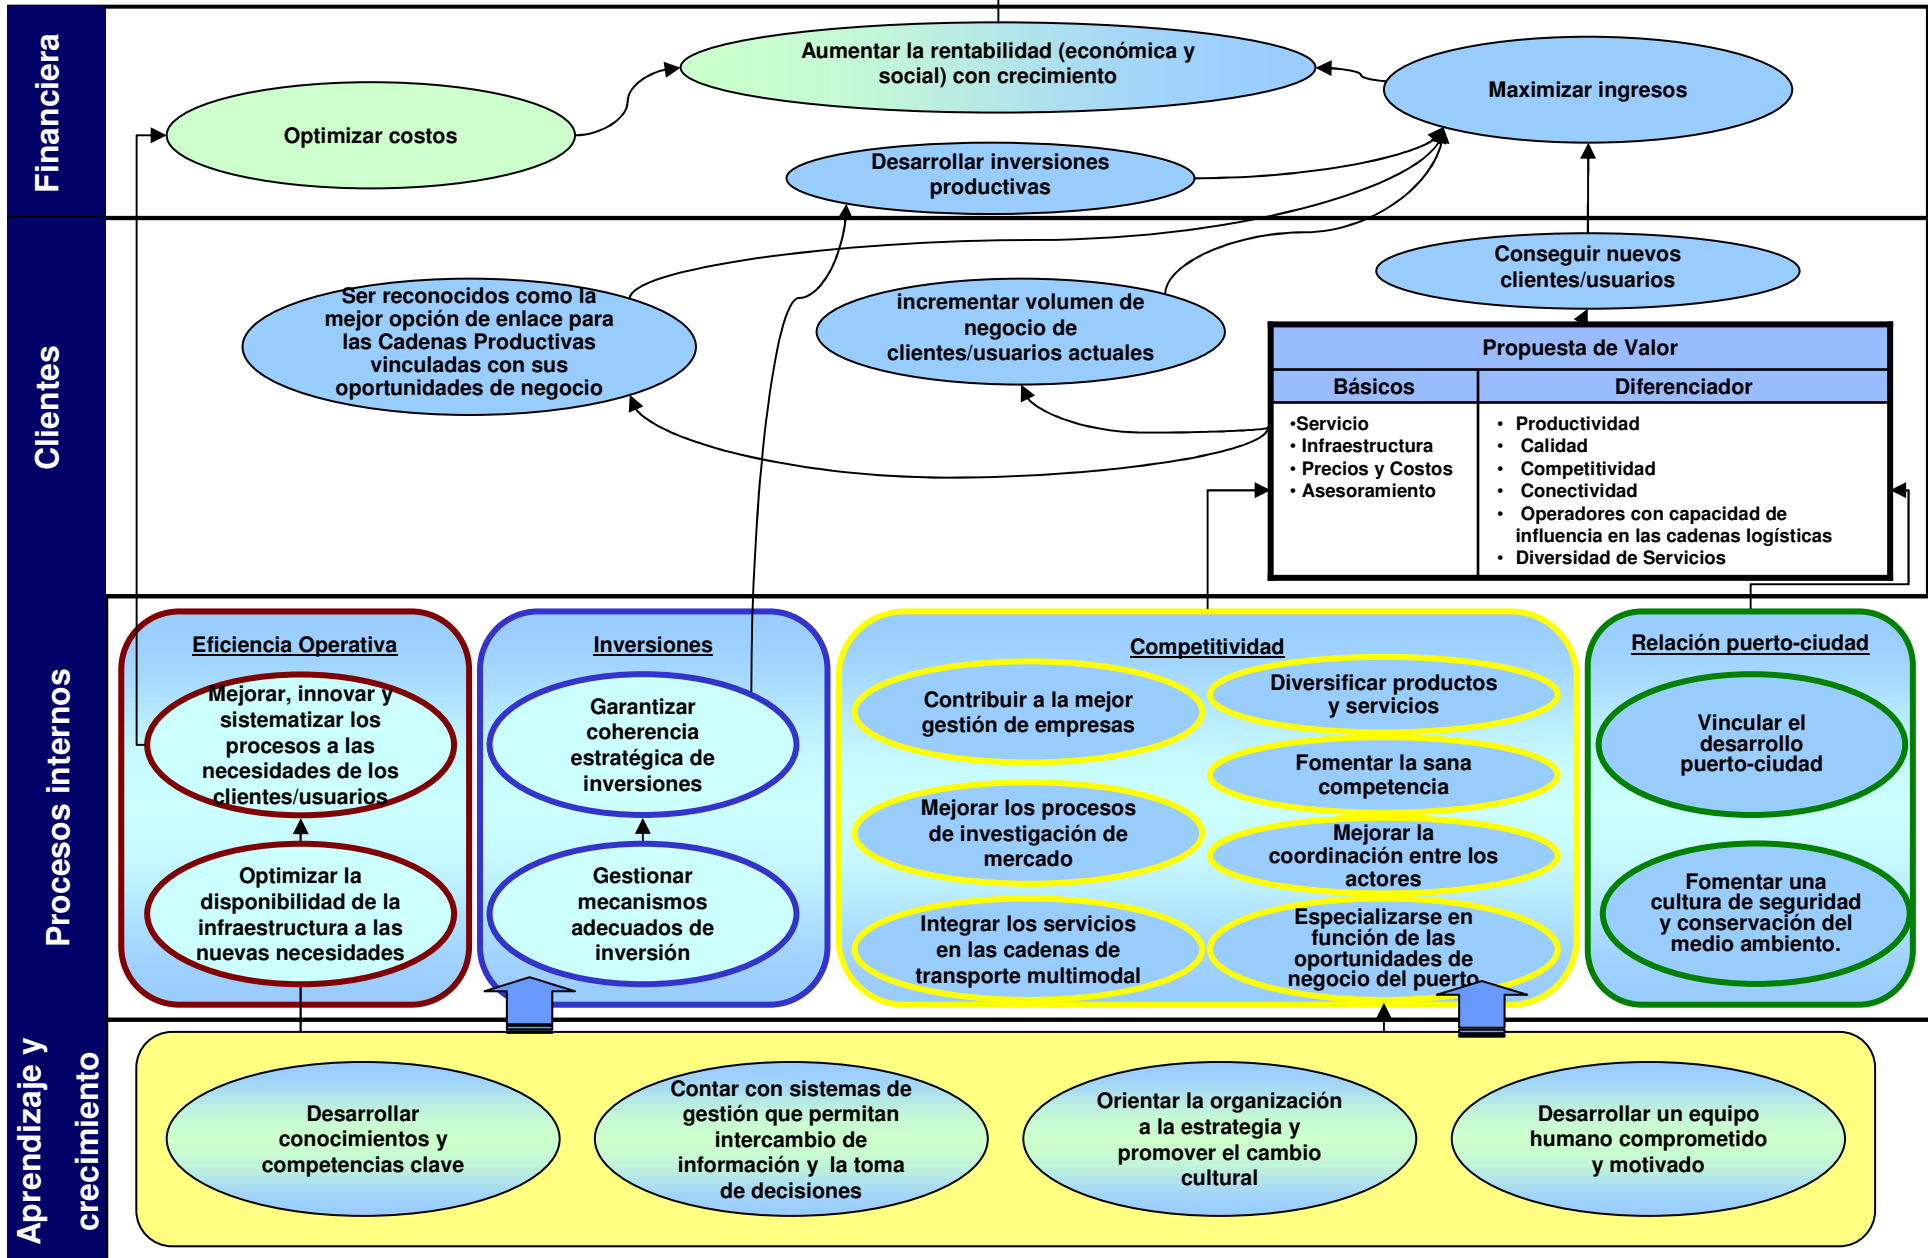 Financiera
Aumentar la rentabilidad (económica y
social) con crecimiento
Maximizar ingresos
Optimizar costos
Desarrollar inversiones
productivas
Clientes
Conseguir nuevos
clientes/usuarios
Ser reconocidos como la
mejor opción de enlace para
las Cadenas Productivas
vinculadas con sus
oportunidades de negocio
incrementar volumen de
negocio de
clientes/usuarios actuales
Propuesta de Valor
Básicos
Diferenciador
•Servicio
• Infraestructura
• Precios y Costos
• Asesoramiento
• Productividad
• Calidad
• Competitividad
• Conectividad
• Operadores con capacidad de
influencia en las cadenas logísticas
• Diversidad de Servicios
Procesos internos
Eficiencia Operativa
Mejorar, innovar y
sistematizar los
procesos a las
necesidades de los
clientes/usuarios
Optimizar la
disponibilidad de la
infraestructura a las
nuevas necesidades
Inversiones
Garantizar
coherencia
estratégica de
inversiones
Gestionar
mecanismos
adecuados de
inversión
Competitividad
Contribuir a la mejor
gestión de empresas
Mejorar los procesos
de investigación de
mercado
Integrar los servicios
en las cadenas de
transporte multimodal
Diversificar productos
y servicios
Fomentar la sana
competencia
Mejorar la
coordinación entre los
actores
Especializarse en
función de las
oportunidades de
negocio del puerto
Relación puerto-ciudad
Vincular el
desarrollo
puerto-ciudad
Fomentar una
cultura de seguridad
y conservación del
medio ambiente.
Aprendizaje y
crecimiento
Desarrollar
conocimientos y
competencias clave
Contar con sistemas de
gestión que permitan
intercambio de
información y la toma
de decisiones
Orientar la organización
a la estrategia y
promover el cambio
cultural
Desarrollar un equipo
humano comprometido
y motivado